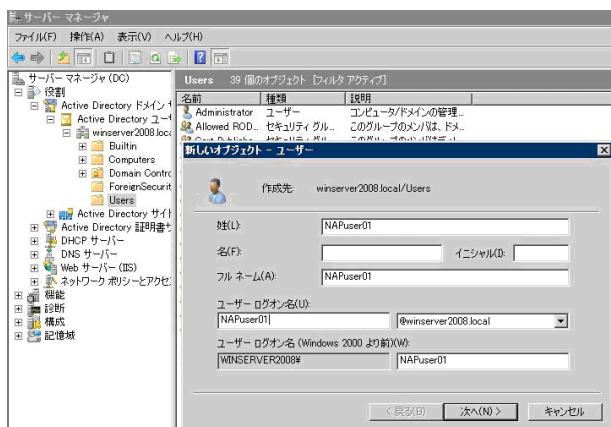 サーバー マネージャ
ファイル(F) 操作(A) 表示(V) ヘルプ(H)
サーバー マネージャ (DC)
役割
Active Directory ドメイン
Active Directory ユー
winserver2008.loca
Builtin
Computers
Domain Contro
ForeignSecurit
Users
Active Directory サイト
Active Directory 証明書
DHCP サーバー
DNS サーバー
Web サーバー (IIS)
ネットワーク ポリシーとアクセ
機能
診断
構成
記憶域
Users 39 個のオブジェクト [フィルタ アクティブ]
名前 種類 説明
Administrator ユーザー コンピュータ/ドメインの管理...
Allowed ROD... セキュリティ グル... このグループのメンバは、ドメ...
新しいオブジェクト - ユーザー
作成先: winserver2008.local/Users
姓(L): NAPuser01
名(F): イニシャル(I):
フル ネーム(A): NAPuser01
ユーザー ログオン名(U):
NAPuser01 @winserver2008.local
ユーザー ログオン名 (Windows 2000 より前)(W):
WINSERVER2008¥ NAPuser01
< 戻る(B) 次へ(N) > キャンセル